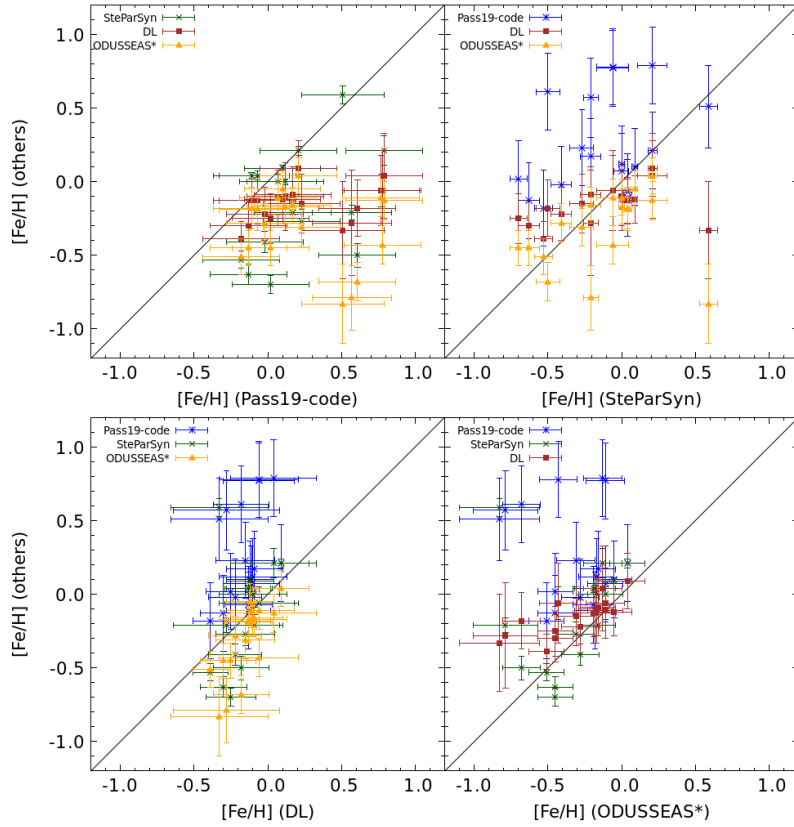 SteParSyn
DL
ODUSSEAS*
1.0
0.5
0.0
-0.5
-1.0
[Fe/H] (others)
-1.0 -0.5 0.0 0.5 1.0
[Fe/H] (Pass19-code)
Pass19-code
DL
ODUSSEAS*
-1.0 -0.5 0.0 0.5 1.0
[Fe/H] (SteParSyn)
Pass19-code
SteParSyn
ODUSSEAS*
1.0
0.5
0.0
-0.5
-1.0
[Fe/H] (others)
-1.0 -0.5 0.0 0.5 1.0
[Fe/H] (DL)
Pass19-code
SteParSyn
DL
-1.0 -0.5 0.0 0.5 1.0
[Fe/H] (ODUSSEAS*)